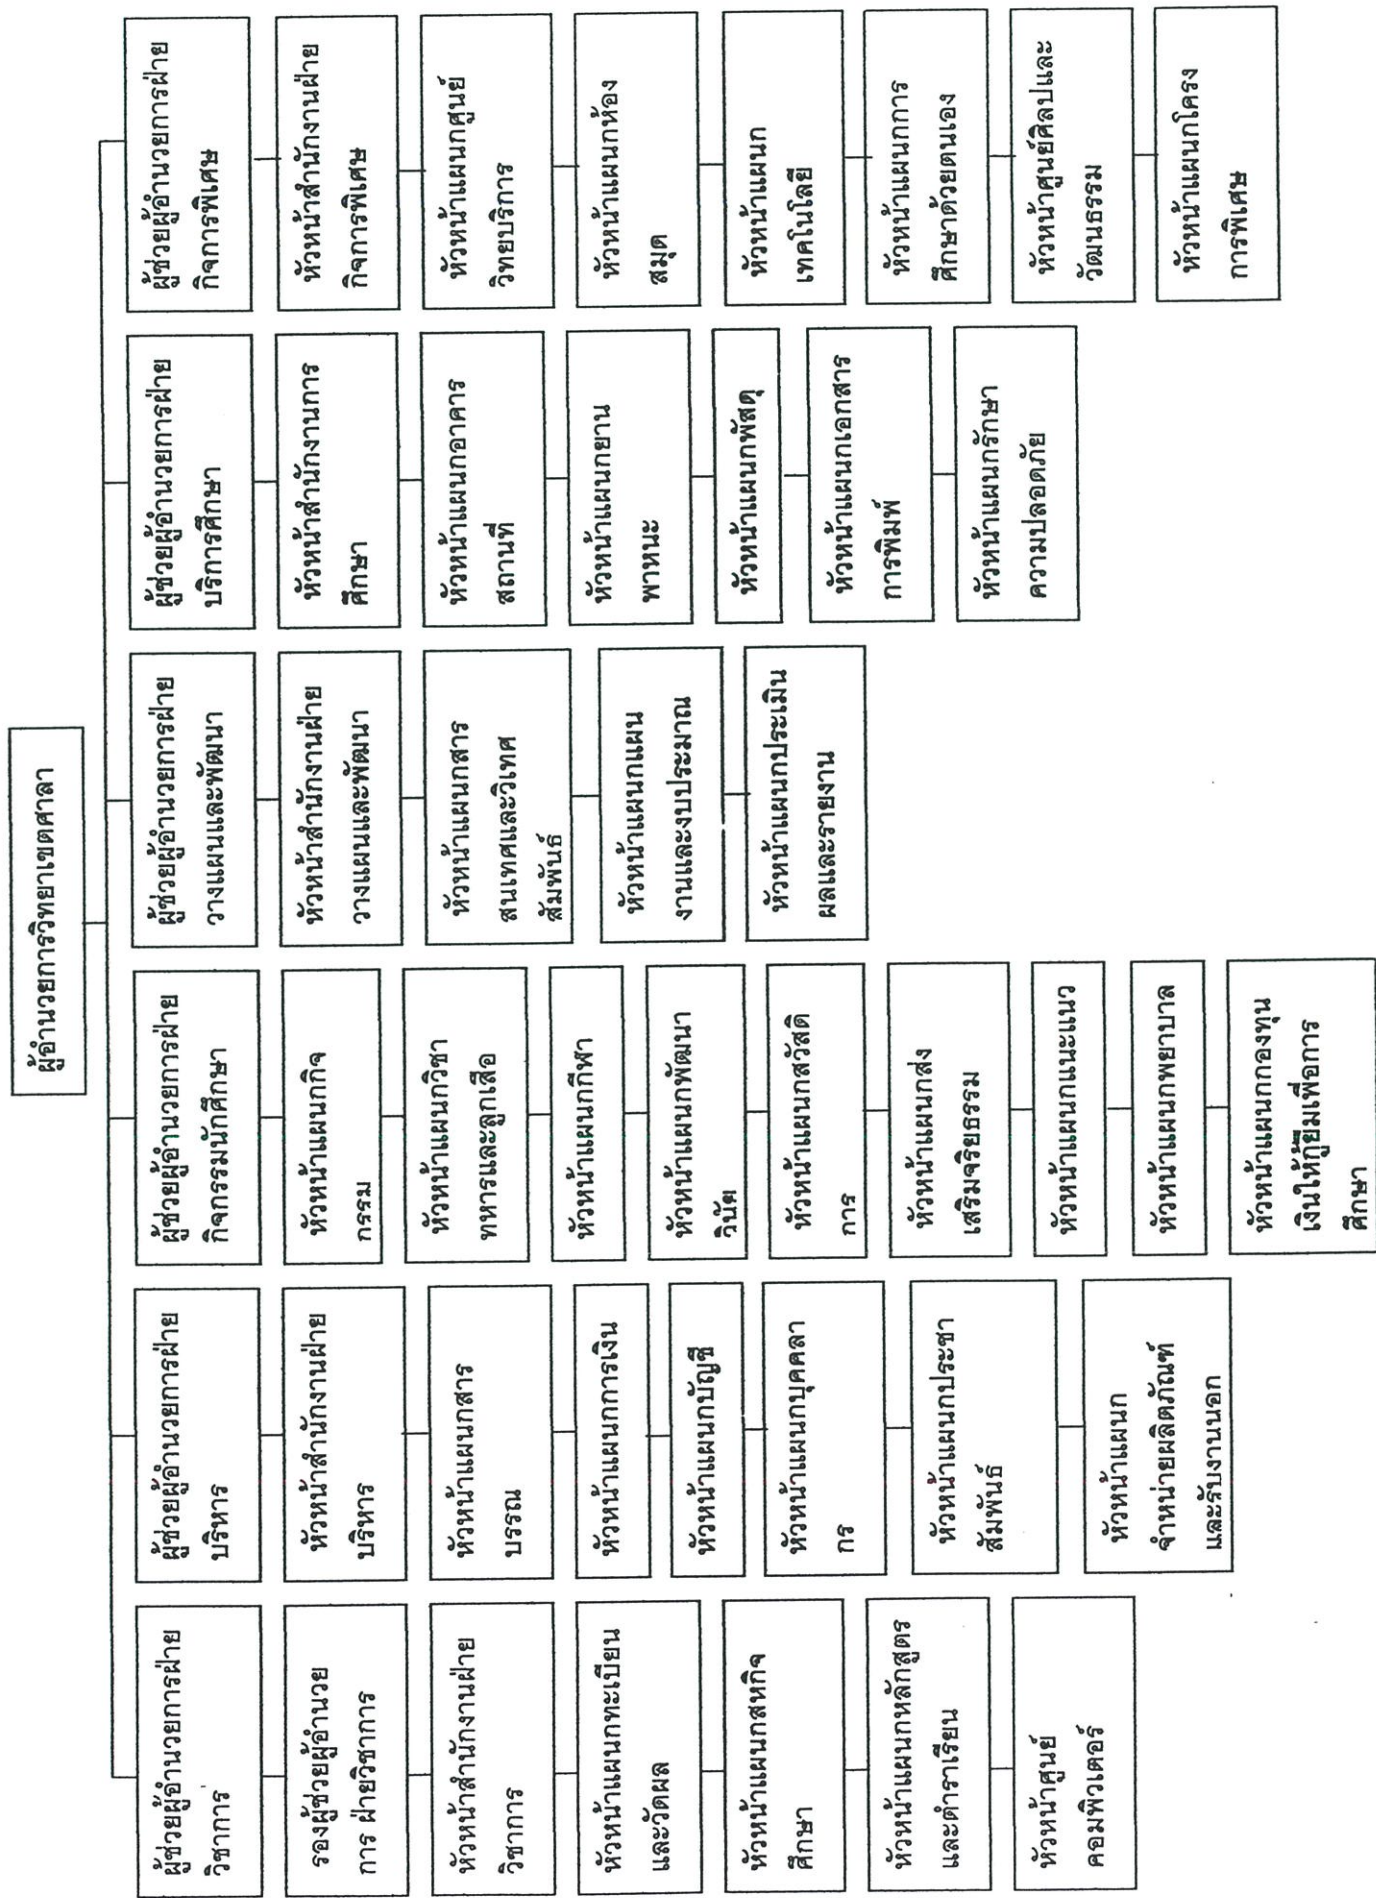 ผู้อำนวยการวิทยาเขตศาลา
ผู้ช่วยผู้อำนวยการฝ่าย
วิชาการ
รองผู้ช่วยผู้อำนวย
การ ฝ่ายวิชาการ
หัวหน้าสำนักงานฝ่าย
วิชาการ
หัวหน้าแผนกทะเบียน
และวัดผล
หัวหน้าแผนกสหกิจ
ศึกษา
หัวหน้าแผนกหลักสูตร
และตำราเรียน
หัวหน้าศูนย์
คอมพิวเตอร์
ผู้ช่วยผู้อำนวยการฝ่าย
บริหาร
หัวหน้าสำนักงานฝ่าย
บริหาร
หัวหน้าแผนกสาร
บรรณ
หัวหน้าแผนกการเงิน
หัวหน้าแผนกบัญชี
หัวหน้าแผนกบุคคลา
กร
หัวหน้าแผนกประชา
สัมพันธ์
หัวหน้าแผนก
จำหน่ายผลิตภัณฑ์
และรับงานนอก
ผู้ช่วยผู้อำนวยการฝ่าย
กิจกรรมนักศึกษา
หัวหน้าแผนกกิจ
กรรม
หัวหน้าแผนกวิชา
ทหารและลูกเสือ
หัวหน้าแผนกกีฬา
หัวหน้าแผนกพัฒนา
วินัย
หัวหน้าแผนกสวัสดิ
การ
หัวหน้าแผนกส่ง
เสริมจริยธรรม
หัวหน้าแผนกแนะแนว
หัวหน้าแผนกพยาบาล
หัวหน้าแผนกกองทุน
เงินให้กู้ยืมเพื่อการ
ศึกษา
ผู้ช่วยผู้อำนวยการฝ่าย
วางแผนและพัฒนา
หัวหน้าสำนักงานฝ่าย
วางแผนและพัฒนา
หัวหน้าแผนกสาร
สนเทศและวิเทศ
สัมพันธ์
หัวหน้าแผนกแผน
งานและงบประมาณ
หัวหน้าแผนกประเมิน
ผลและรายงาน
ผู้ช่วยผู้อำนวยการฝ่าย
บริการศึกษา
หัวหน้าสำนักงานการ
ศึกษา
หัวหน้าแผนกอาคาร
สถานที่
หัวหน้าแผนกยาน
พาหนะ
หัวหน้าแผนกพัสดุ
หัวหน้าแผนกเอกสาร
การพิมพ์
หัวหน้าแผนกรักษา
ความปลอดภัย
ผู้ช่วยผู้อำนวยการฝ่าย
กิจการพิเศษ
หัวหน้าสำนักงานฝ่าย
กิจการพิเศษ
หัวหน้าแผนกศูนย์
วิทยบริการ
หัวหน้าแผนกห้อง
สมุด
หัวหน้าแผนก
เทคโนโลยี
หัวหน้าแผนกการ
ศึกษาด้วยตนเอง
หัวหน้าศูนย์ศิลปและ
วัฒนธรรม
หัวหน้าแผนกโครง
การพิเศษ